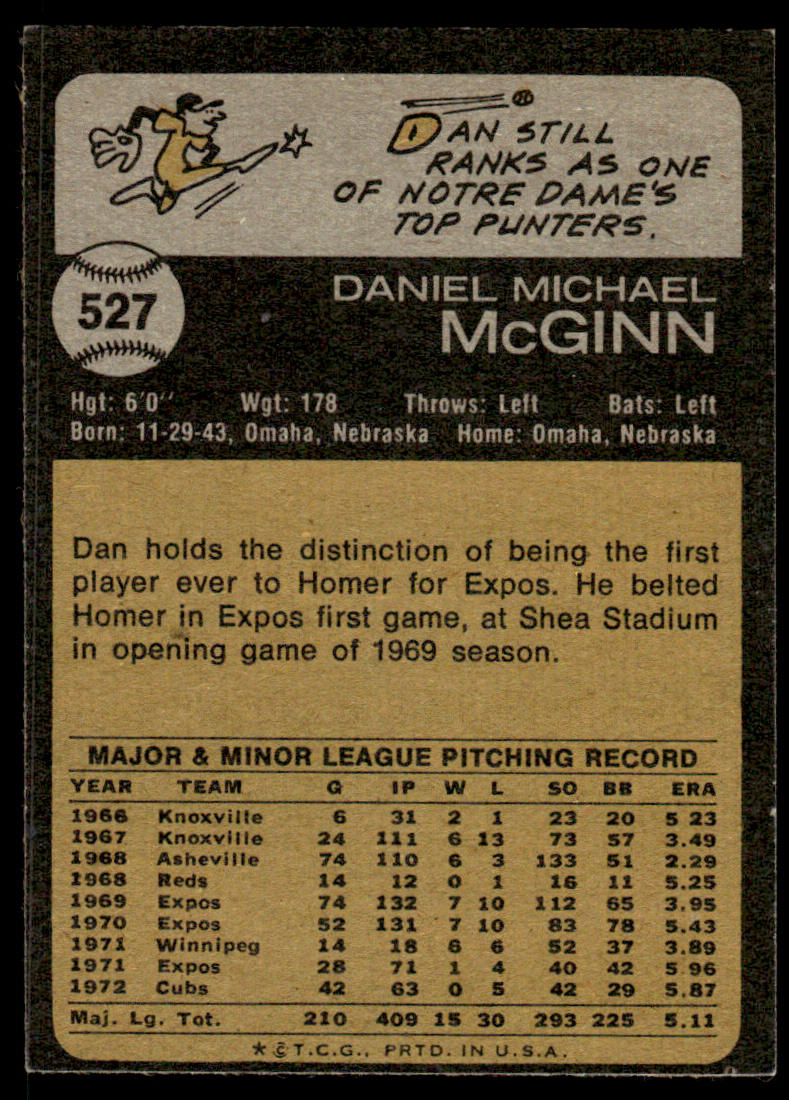 DAN STILL
RANKS AS ONE
OF NOTRE DAME'S
TOP PUNTERS.
527
DANIEL MICHAEL
McGINN
Hgt: 6'0" Wgt: 178 Throws: Left Bats: Left
Born: 11-29-43, Omaha, Nebraska Home: Omaha, Nebraska
Dan holds the distinction of being the first
player ever to Homer for Expos. He belted
Homer in Expos first game, at Shea Stadium
in opening game of 1969 season.
MAJOR & MINOR LEAGUE PITCHING RECORD
YEAR TEAM G IP W L SO BB ERA
1966 Knoxville 6 31 2 1 23 20 5 23
1967 Knoxville 24 111 6 13 73 57 3.49
1968 Asheville 74 110 6 3 133 51 2.29
1968 Reds 14 12 0 1 16 11 5.25
1969 Expos 74 132 7 10 112 65 3.95
1970 Expos 52 131 7 10 83 78 5.43
1971 Winnipeg 14 18 6 6 52 37 3.89
1971 Expos 28 71 1 4 40 42 5.96
1972 Cubs 42 63 0 5 42 29 5.87
Maj. Lg. Tot. 210 409 15 30 293 225 5.11
*©T.C.G., PRTD. IN U.S.A.